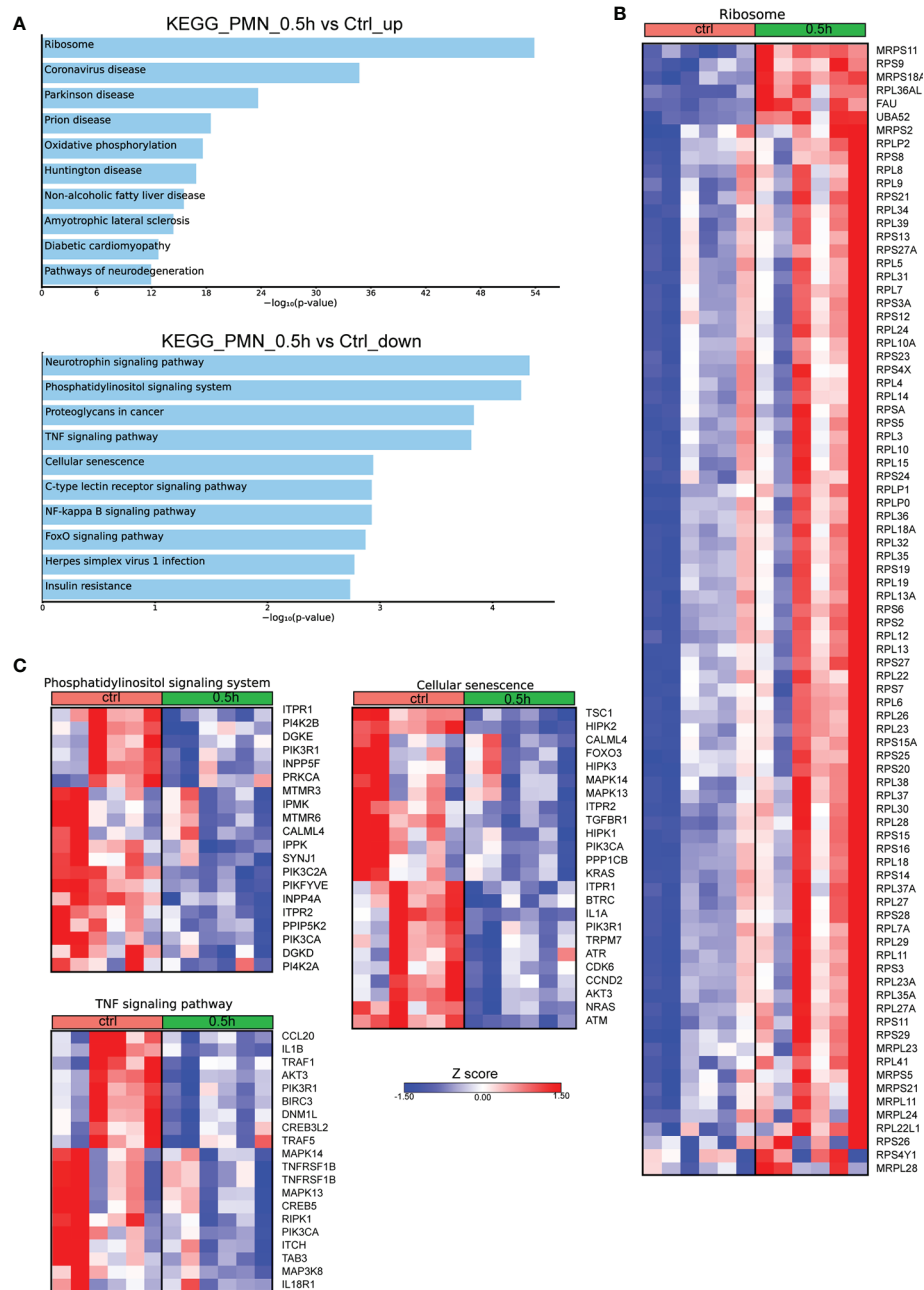 A
KEGG_PMN_0.5h vs Ctrl_up
Ribosome
Coronavirus disease
Parkinson disease
Prion disease
Oxidative phosphorylation
Huntington disease
Non-alcoholic fatty liver disease
Amyotrophic lateral sclerosis
Diabetic cardiomyopathy
Pathways of neurodegeneration
0 6 12 18 24 30 36 42 48 54
−log₁₀(p-value)
KEGG_PMN_0.5h vs Ctrl_down
Neurotrophin signaling pathway
Phosphatidylinositol signaling system
Proteoglycans in cancer
TNF signaling pathway
Cellular senescence
C-type lectin receptor signaling pathway
NF-kappa B signaling pathway
FoxO signaling pathway
Herpes simplex virus 1 infection
Insulin resistance
0 1 2 3 4
−log₁₀(p-value)
B
Ribosome
ctrl 0.5h
MRPS11
RPS9
MRPS18A
RPL36AL
FAU
UBA52
MRPS2
RPLP2
RPS8
RPL8
RPL9
RPS21
RPL34
RPL39
RPS13
RPS27A
RPL5
RPL31
RPL7
RPS3A
RPS12
RPL24
RPL10A
RPS23
RPS4X
RPL4
RPL14
RPSA
RPS5
RPL3
RPL10
RPL15
RPS24
RPLP1
RPLP0
RPL36
RPL18A
RPL32
RPL35
RPS19
RPL19
RPL13A
RPS6
RPS2
RPL12
RPL13
RPS27
RPL22
RPS7
RPL6
RPL26
RPL23
RPS15A
RPS25
RPS20
RPL38
RPL37
RPL30
RPL28
RPS15
RPS16
RPL18
RPS14
RPL37A
RPL27
RPS28
RPL7A
RPL29
RPL11
RPS3
RPL23A
RPL35A
RPL27A
RPS11
RPS29
MRPL23
RPL41
MRPS5
MRPS21
MRPL11
MRPL24
RPL22L1
RPS26
RPS4Y1
MRPL28
C
Phosphatidylinositol signaling system
ctrl 0.5h
ITPR1
PI4K2B
DGKE
PIK3R1
INPP5F
PRKCA
MTMR3
IPMK
MTMR6
CALML4
IPPK
SYNJ1
PIK3C2A
PIKFYVE
INPP4A
ITPR2
PPIP5K2
PIK3CA
DGKD
PI4K2A
Cellular senescence
ctrl 0.5h
TSC1
HIPK2
CALML4
FOXO3
HIPK3
MAPK14
MAPK13
ITPR2
TGFBR1
HIPK1
PIK3CA
PPP1CB
KRAS
ITPR1
BTRC
IL1A
PIK3R1
TRPM7
ATR
CDK6
CCND2
AKT3
NRAS
ATM
TNF signaling pathway
ctrl 0.5h
CCL20
IL1B
TRAF1
AKT3
PIK3R1
BIRC3
DNM1L
CREB3L2
TRAF5
MAPK14
TNFRSF1B
TNFRSF1B
MAPK13
CREB5
RIPK1
PIK3CA
ITCH
TAB3
MAP3K8
IL18R1
Z score
-1.50 0.00 1.50